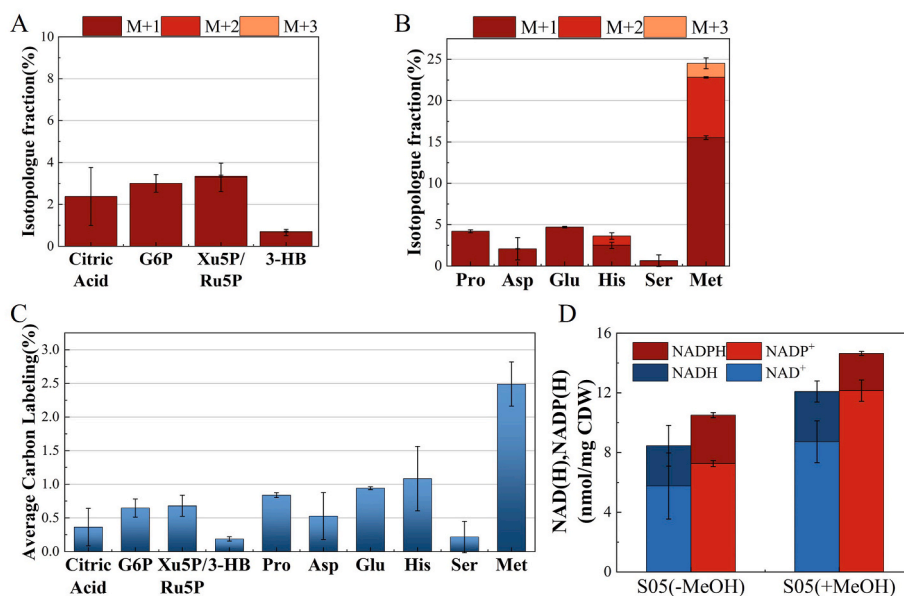 A
M+1 M+2 M+3
Isotopologue fraction(%)
10
8
6
4
2
0
Citric Acid
G6P
Xu5P/
Ru5P
3-HB
B
M+1 M+2 M+3
Isotopologue fraction(%)
25
20
15
10
5
0
Pro Asp Glu His Ser Met
C
Average Carbon Labeling(%)
3.0
2.5
2.0
1.5
1.0
0.5
0.0
Citric Acid
G6P
Xu5P/
Ru5P
3-HB
Pro Asp Glu His Ser Met
D
NADPH NADP⁺
NADH NAD⁺
NAD(H),NADP(H)
(nmol/mg CDW)
16
12
8
4
0
S05(-MeOH) S05(+MeOH)